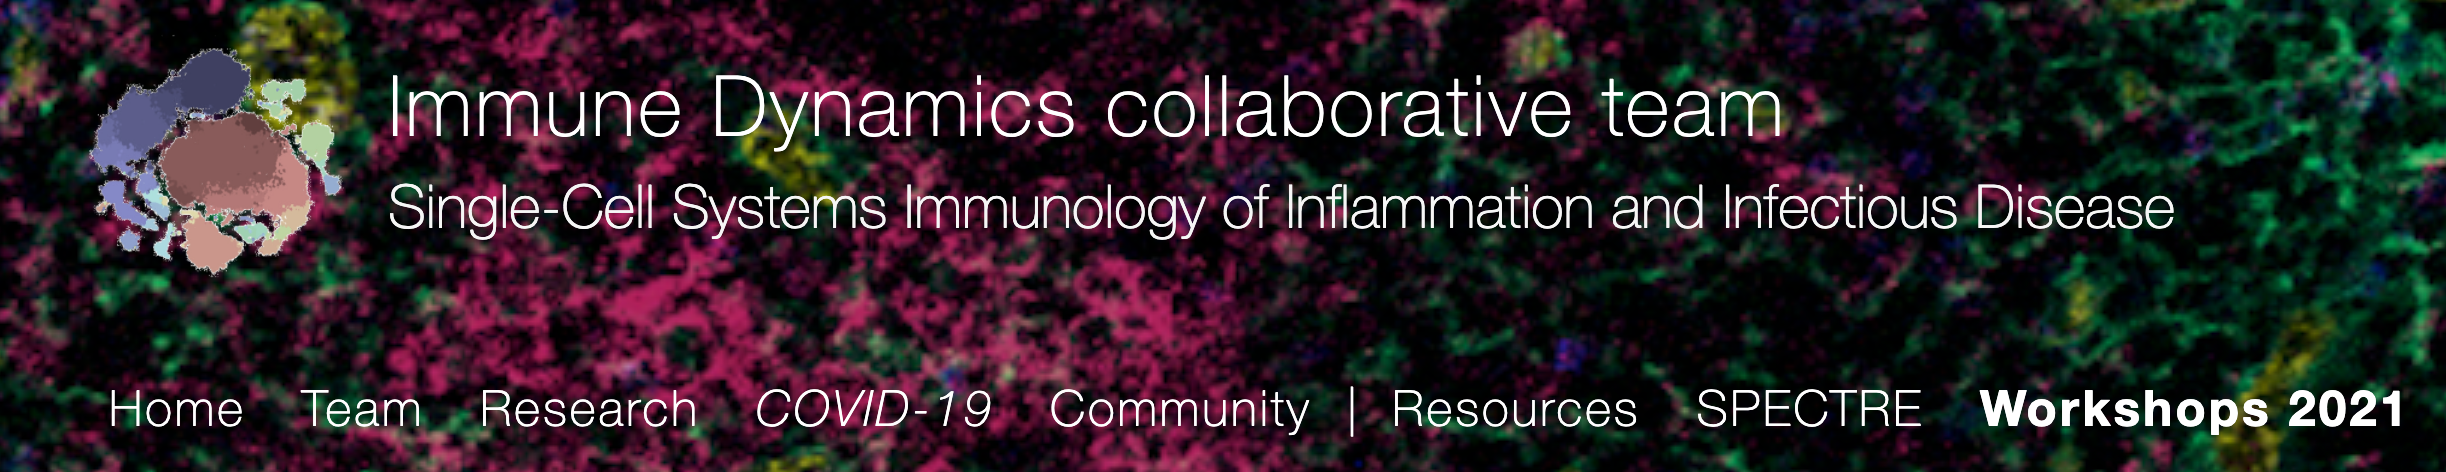 Immune Dynamics collaborative team
Single-Cell Systems Immunology of Inflammation and Infectious Disease
Home Team Research COVID-19 Community | Resources SPECTRE Workshops 2021